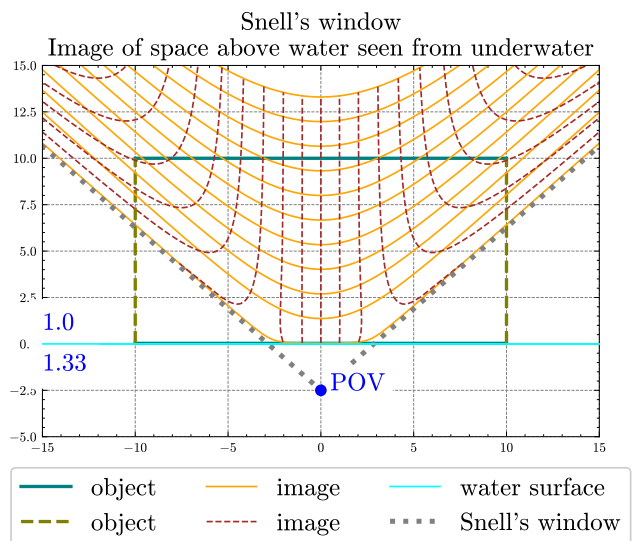 Snell's window
Image of space above water seen from underwater
15.0
12.5
10.0
7.5
5.0
2.5
1.0
0.
1.33
POV
−2.5
−5.0
−15 −10 −5 0 5 10 15
object image water surface
object image Snell's window